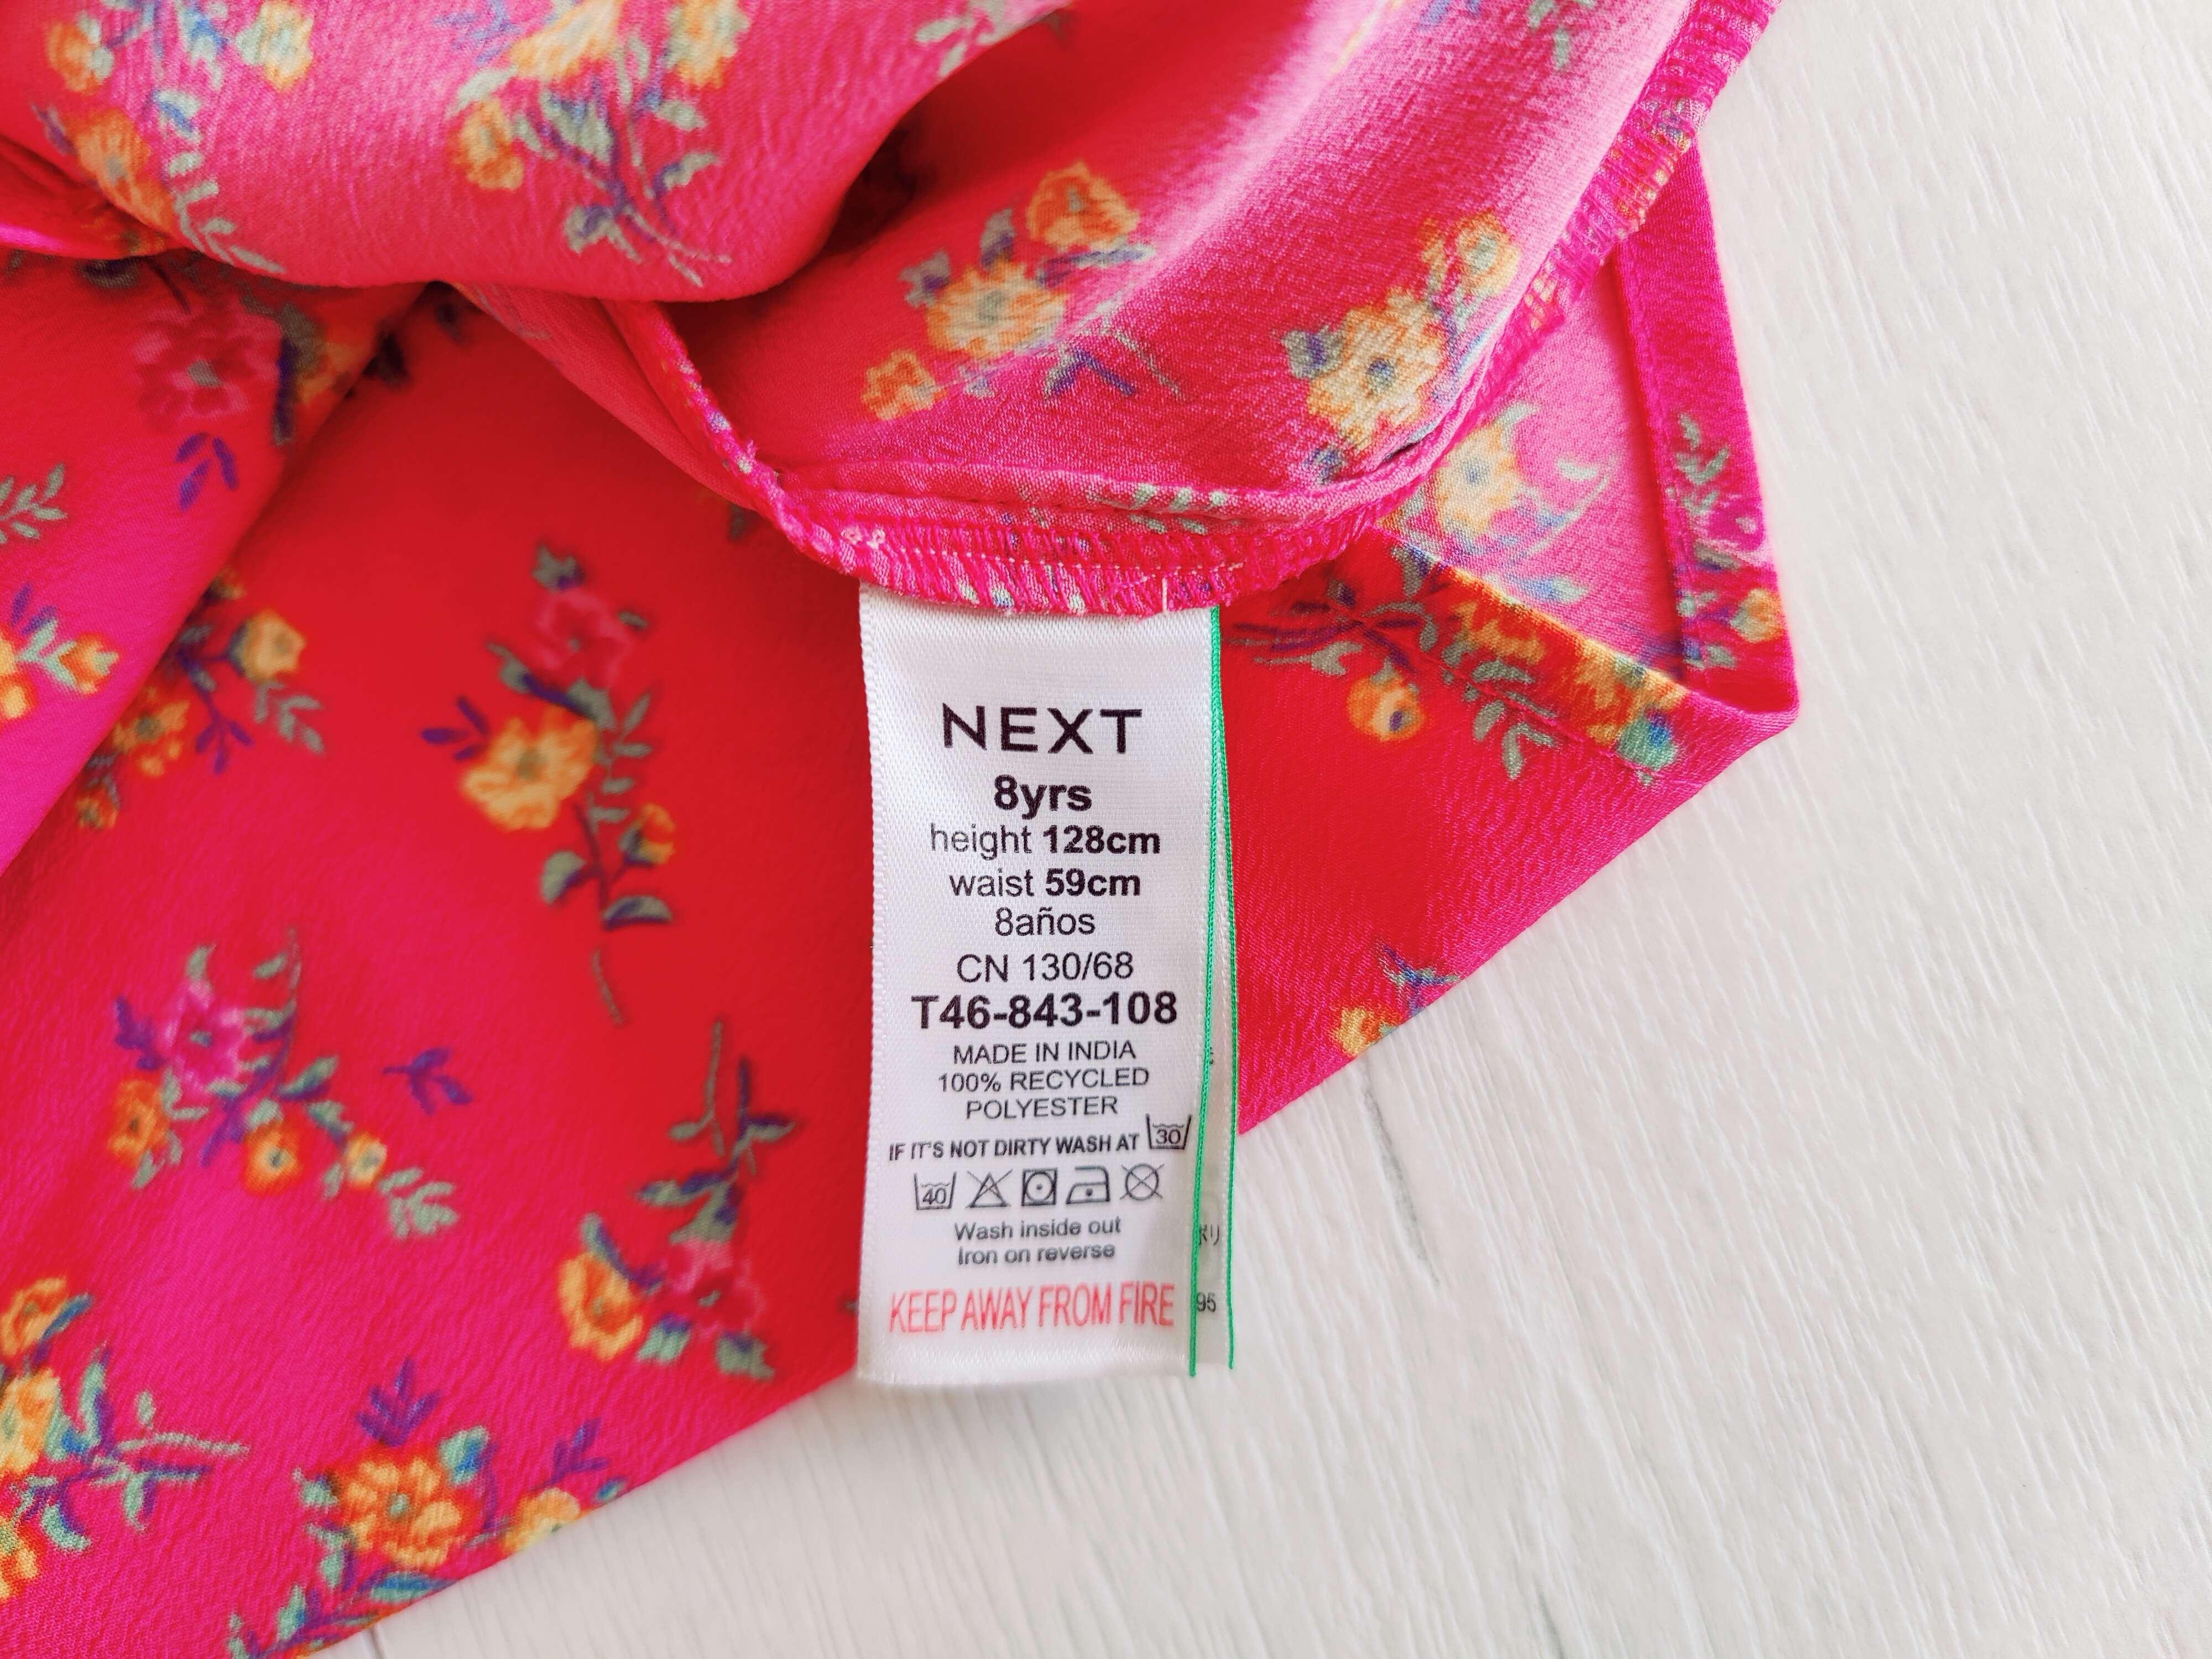 NEXT
8yrs
height 128cm
waist 59cm
8años
CN 130/68
T46-843-108
MADE IN INDIA
100% RECYCLED
POLYESTER
IF IT'S NOT DIRTY WASH AT 30
40
Wash inside out
Iron on reverse
KEEP AWAY FROM FIRE
95